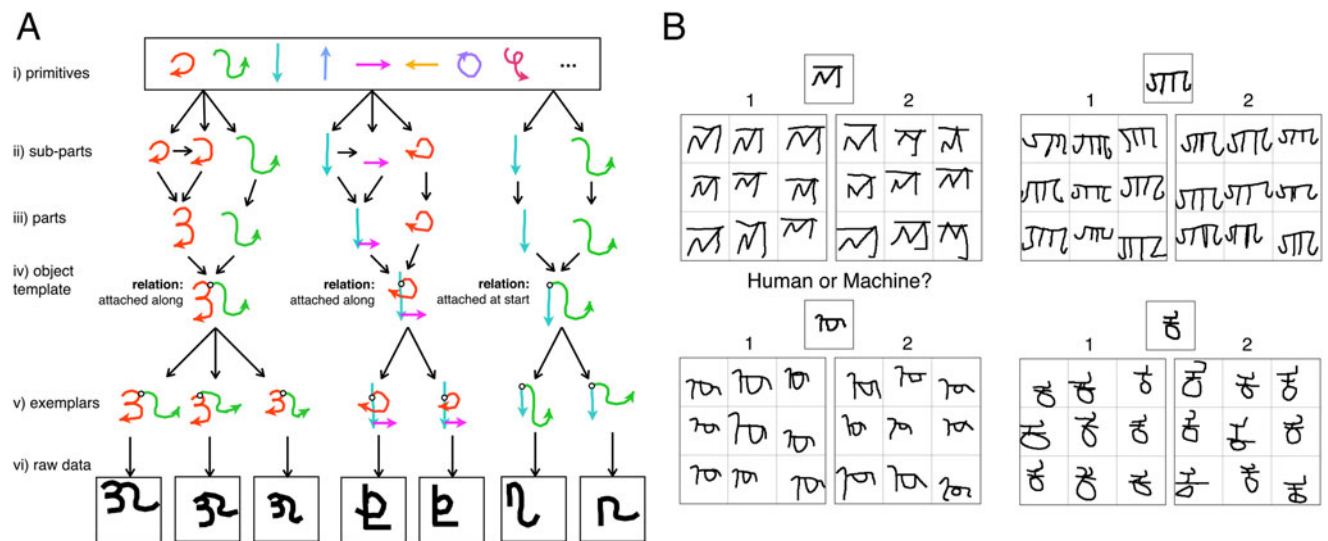 A
i) primitives
...
ii) sub-parts
iii) parts
iv) object
template
relation:
attached along
relation:
attached along
relation:
attached at start
v) exemplars
vi) raw data
B
1 2
1 2
Human or Machine?
1 2
1 2